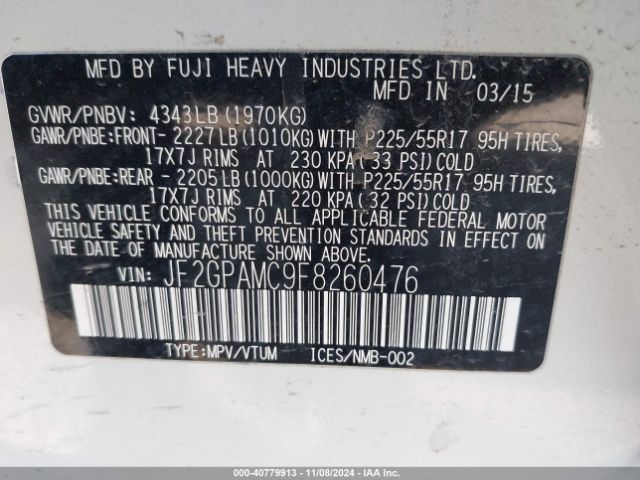 MFD BY FUJI HEAVY INDUSTRIES LTD.
MFD IN 03/15
GVWR/PNBV: 4343LB(1970KG)
GAWR/PNBE:FRONT- 2227LB(1010KG)WITH P225/55R17 95H TIRES,
17X7J RIMS AT 230 KPA(33 PSI)COLD
GAWR/PNBE:REAR - 2205LB(1000KG)WITH P225/55R17 95H TIRES,
17X7J RIMS AT 220 KPA(32 PSI)COLD
THIS VEHICLE CONFORMS TO ALL APPLICABLE FEDERAL MOTOR
VEHICLE SAFETY AND THEFT PREVENTION STANDARDS IN EFFECT
ON THE DATE OF MANUFACTURE SHOWN ABOVE.
VIN: JF2GPAMC9F8260476
TYPE:MPV/VTUM ICES/NMB-002
000-40779913 - 11/08/2024 - IAAI.COM